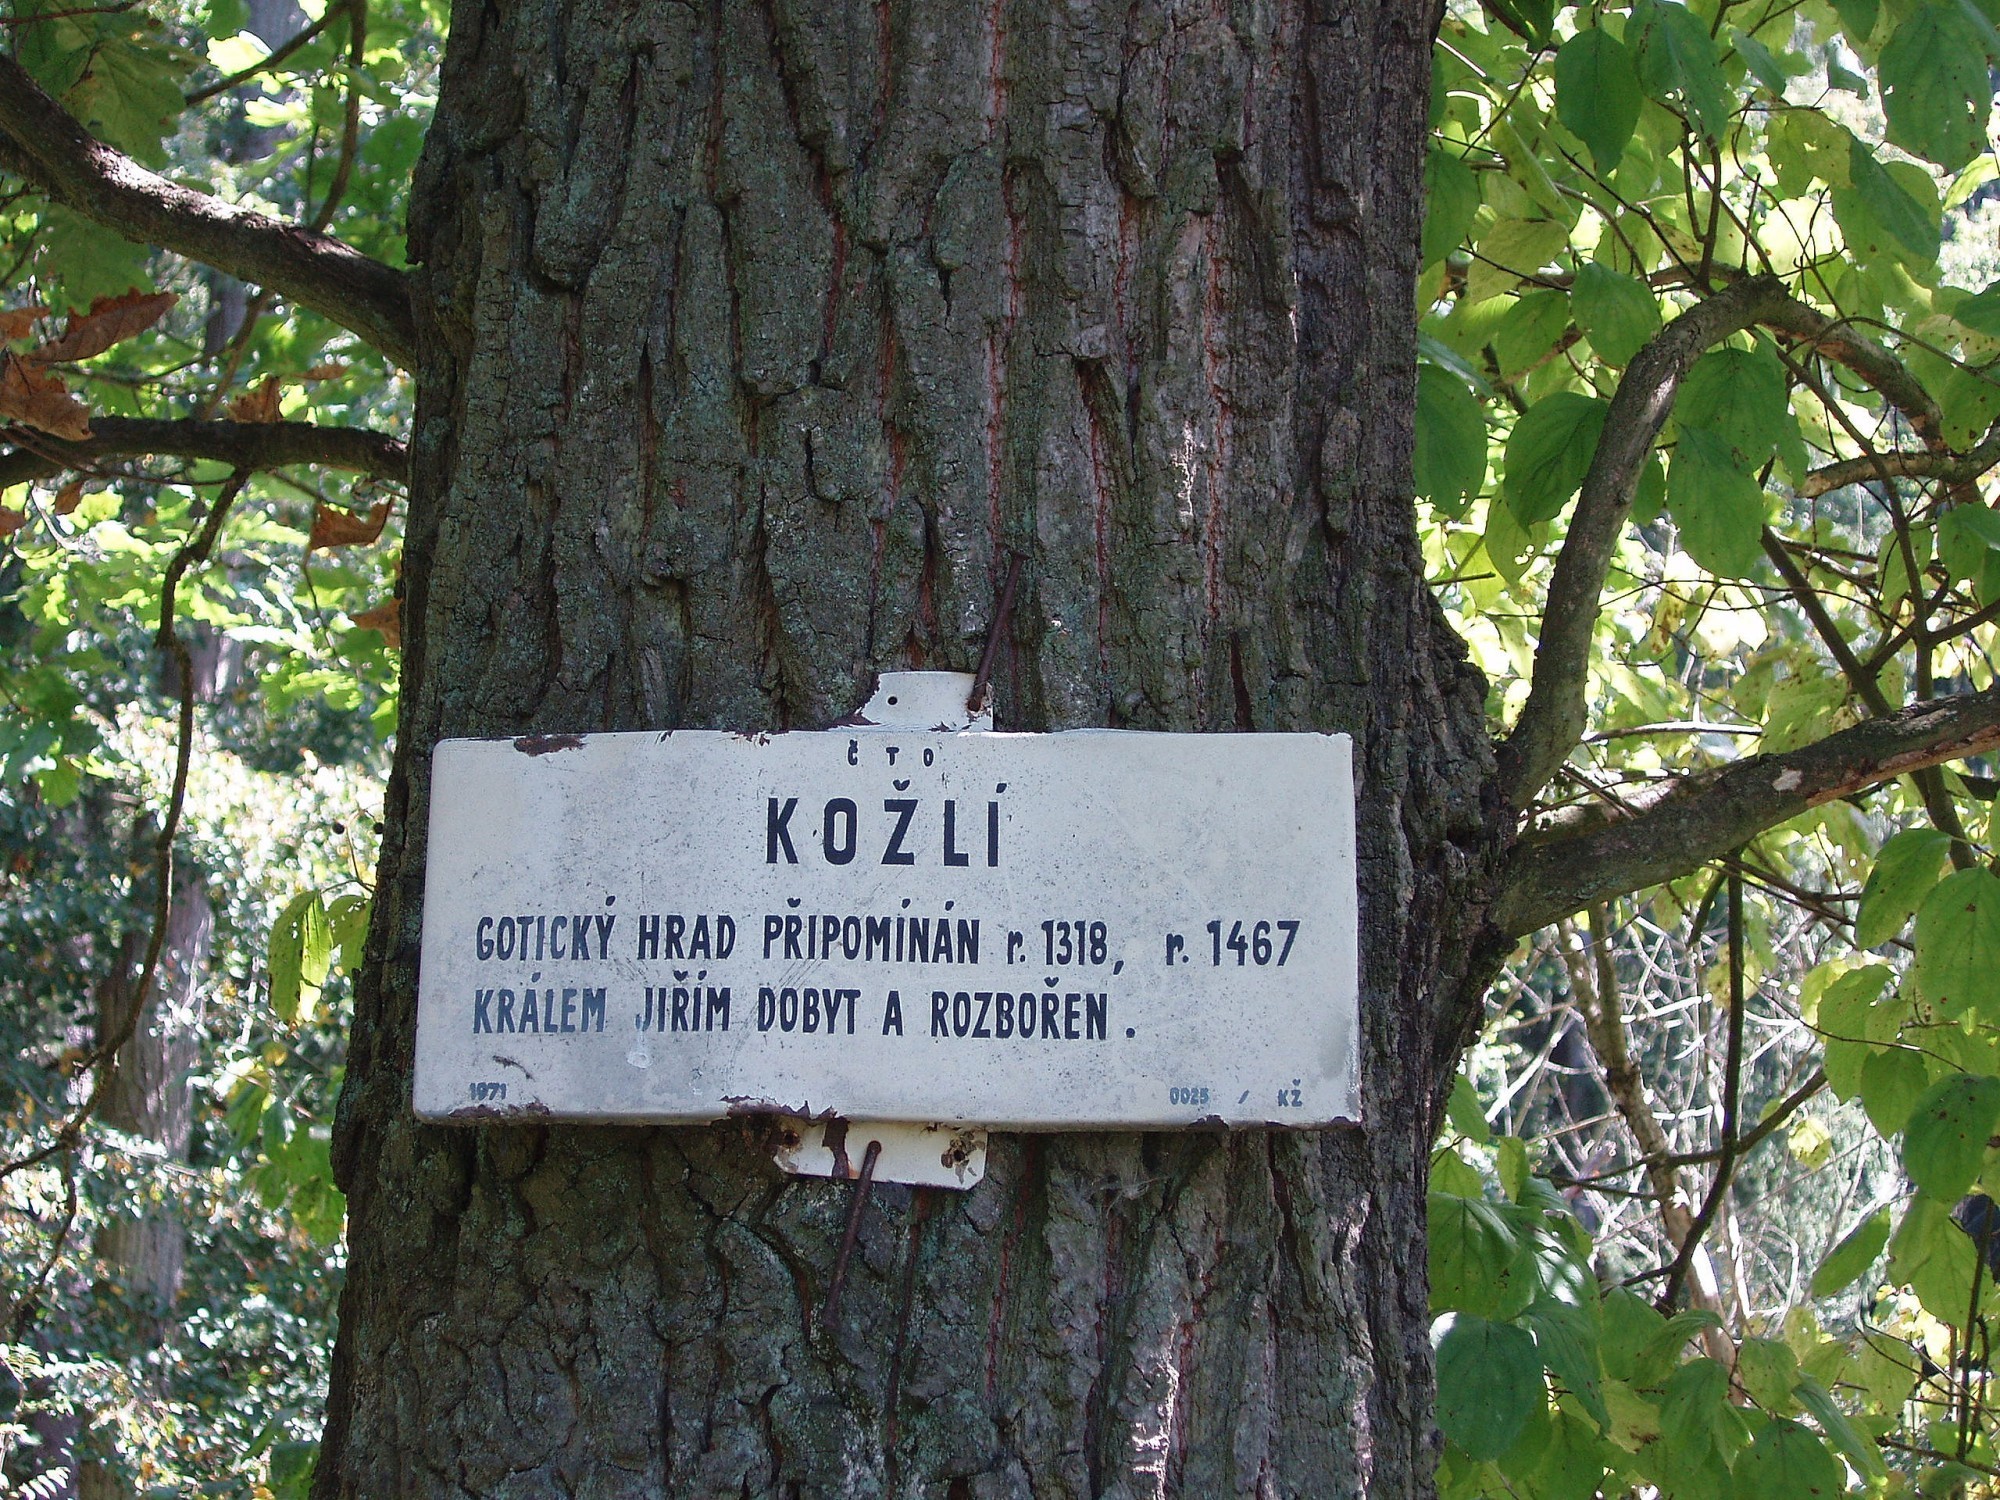 ČTO
KOŽLÍ
GOTICKÝ HRAD PŘIPOMÍNÁN r. 1318, r. 1467
KRÁLEM JIŘÍM DOBYT A ROZBOŘEN.
1971 0025 / KŽ